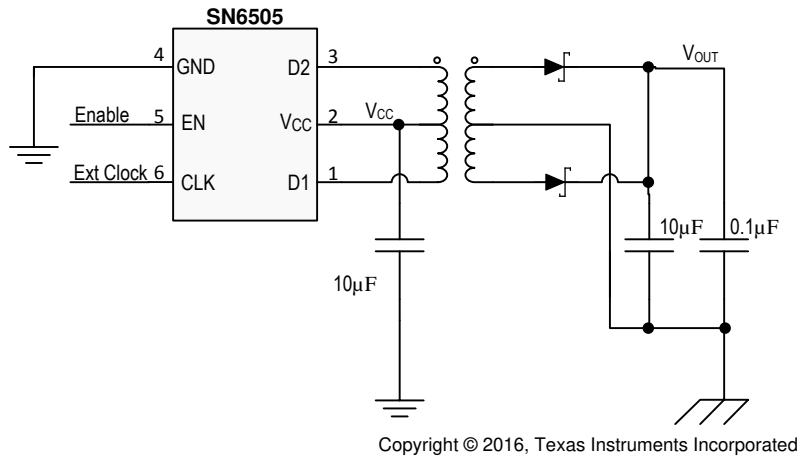 SN6505
4 GND D2 3
Enable 5 EN VCC 2 VCC
Ext Clock 6 CLK D1 1
VOUT
10μF
10μF
0.1μF
Copyright © 2016, Texas Instruments Incorporated